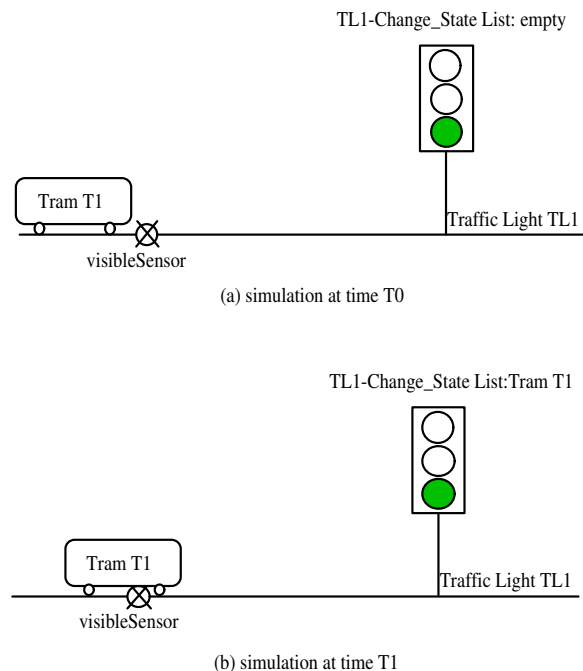 TL1-Change_State List: empty
Tram T1
Traffic Light TL1
visibleSensor
(a) simulation at time T0
TL1-Change_State List:Tram T1
Tram T1
Traffic Light TL1
visibleSensor
(b) simulation at time T1